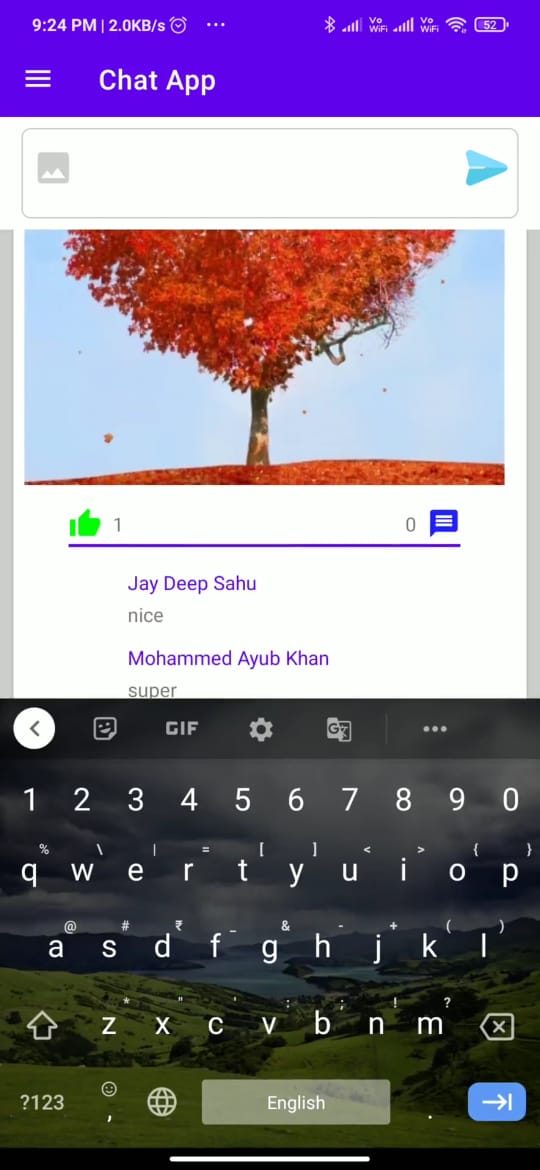 9:24 PM | 2.0KB/s ... Vo WiFi Vo WiFi 52
Chat App
1 0
Jay Deep Sahu
nice
Mohammed Ayub Khan
super
GIF G
1 2 3 4 5 6 7 8 9 0
% \ | = [ ] < > { }
q w e r t y u i o p
@ # ₹ _ & - + ( )
a s d f g h j k l
* " ' : ; ! ?
z x c v b n m
?123 , English .